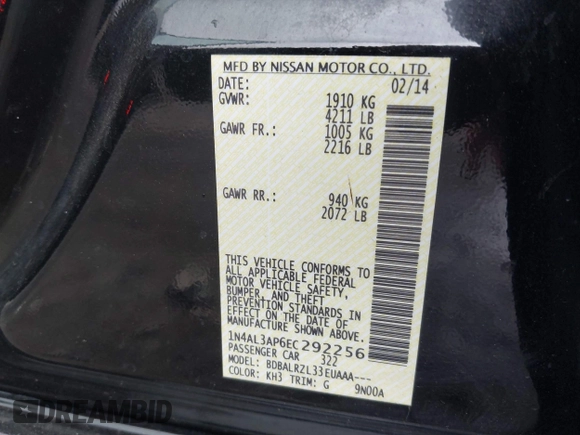 MFD BY NISSAN MOTOR CO., LTD.
DATE: 02/14
GVWR: 1910 KG
4211 LB
GAWR FR.: 1005 KG
2216 LB
GAWR RR.: 940 KG
2072 LB
THIS VEHICLE CONFORMS TO
ALL APPLICABLE FEDERAL
MOTOR VEHICLE SAFETY,
BUMPER, AND THEFT
PREVENTION STANDARDS IN
EFFECT ON THE DATE OF
MANUFACTURE SHOWN ABOVE.
1N4AL3AP6EC292256
PASSENGER CAR 322
MODEL: BDBALRZL33EUAAA---
COLOR: KH3 TRIM: G 9N00A
© 2025 DREAMBID